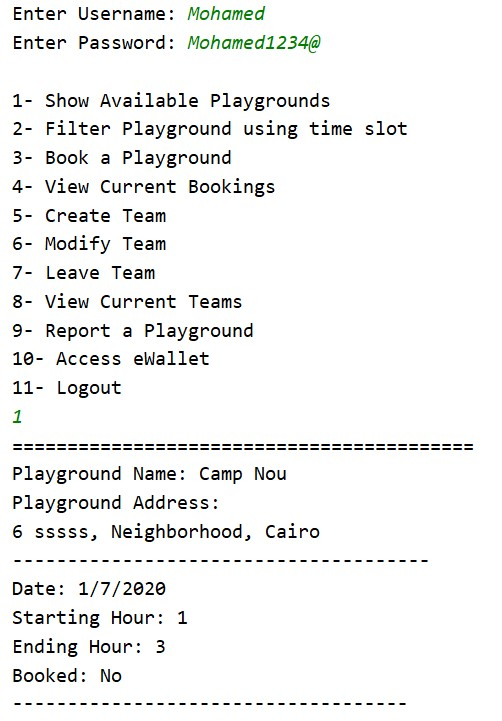 Enter Username: Mohamed
Enter Password: Mohamed1234@
1- Show Available Playgrounds
2- Filter Playground using time slot
3- Book a Playground
4- View Current Bookings
5- Create Team
6- Modify Team
7- Leave Team
8- View Current Teams
9- Report a Playground
10- Access eWallet
11- Logout
1
==========================================
Playground Name: Camp Nou
Playground Address:
6 sssss, Neighborhood, Cairo
--------------------------------------
Date: 1/7/2020
Starting Hour: 1
Ending Hour: 3
Booked: No
------------------------------------